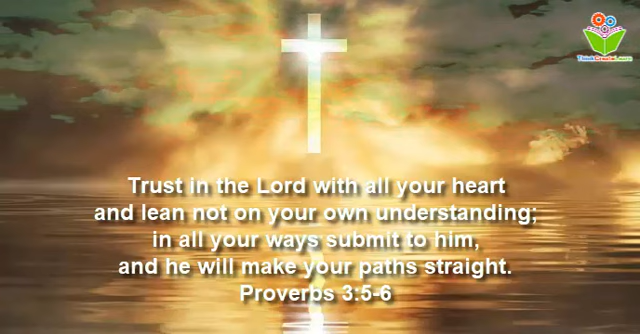 ThinkCreateLearn
Trust in the Lord with all your heart
and lean not on your own understanding;
in all your ways submit to him,
and he will make your paths straight.
Proverbs 3:5-6